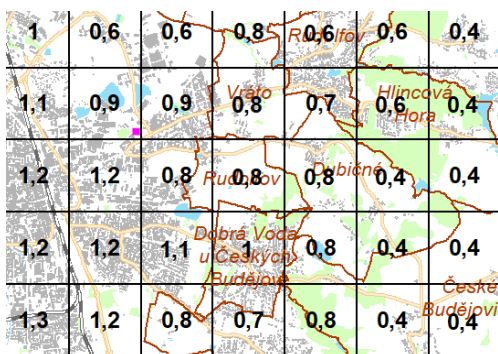 1 0,6 0,6 0,8 0,6 0,6 0,4
Rudolfov
1,1 0,9 0,9 0,8 0,7 0,6 0,4
Vráto
Hlincová
Hora
1,2 1,2 0,8 0,8 0,8 0,4 0,4
Rudolfov
Dubičné
1,2 1,2 1,1 1 0,8 0,4 0,4
Dobrá Voda
u Českých
Budějovic
České
1,3 1,2 0,8 0,7 0,8 0,4 0,4